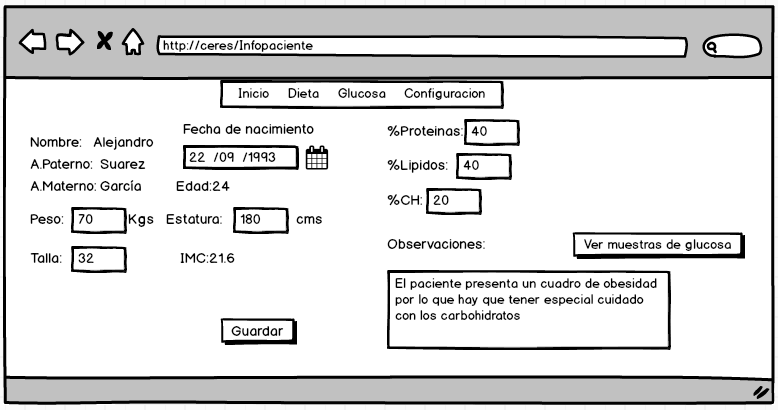 http://ceres/Infopaciente
Inicio Dieta Glucosa Configuracion
Nombre: Alejandro
A.Paterno: Suarez
A.Materno: García
Fecha de nacimiento
22 /09 /1993
Edad:24
Peso: 70 Kgs
Estatura: 180 cms
Talla: 32
IMC:21.6
Guardar
%Proteinas: 40
%Lipidos: 40
%CH: 20
Observaciones:
Ver muestras de glucosa
El paciente presenta un cuadro de obesidad
por lo que hay que tener especial cuidado
con los carbohidratos